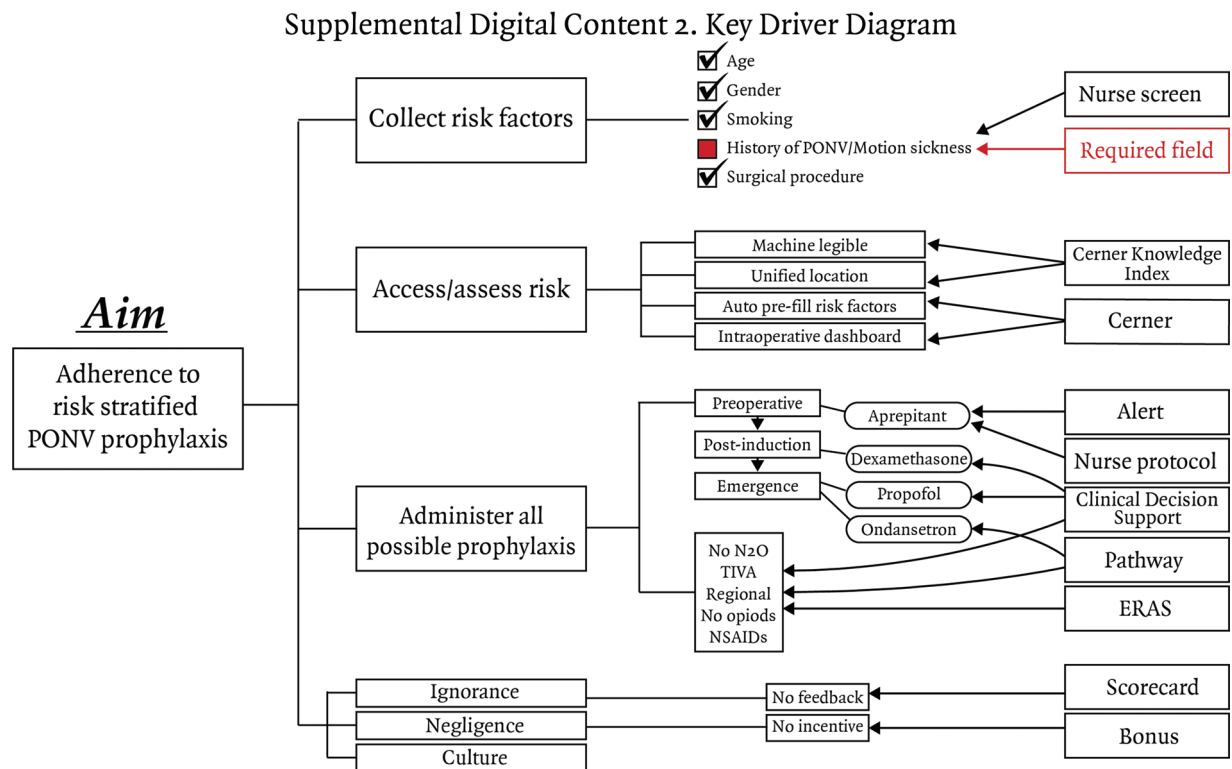 Supplemental Digital Content 2. Key Driver Diagram
Aim
Adherence to
risk stratified
PONV prophylaxis
Collect risk factors
Age
Gender
Smoking
History of PONV/Motion sickness
Surgical procedure
Nurse screen
Required field
Access/assess risk
Machine legible
Unified location
Auto pre-fill risk factors
Intraoperative dashboard
Cerner Knowledge
Index
Cerner
Administer all
possible prophylaxis
Preoperative
Post-induction
Emergence
Aprepitant
Dexamethasone
Propofol
Ondansetron
No N2O
TIVA
Regional
No opiods
NSAIDs
Alert
Nurse protocol
Clinical Decision
Support
Pathway
ERAS
Ignorance
Negligence
Culture
No feedback
No incentive
Scorecard
Bonus